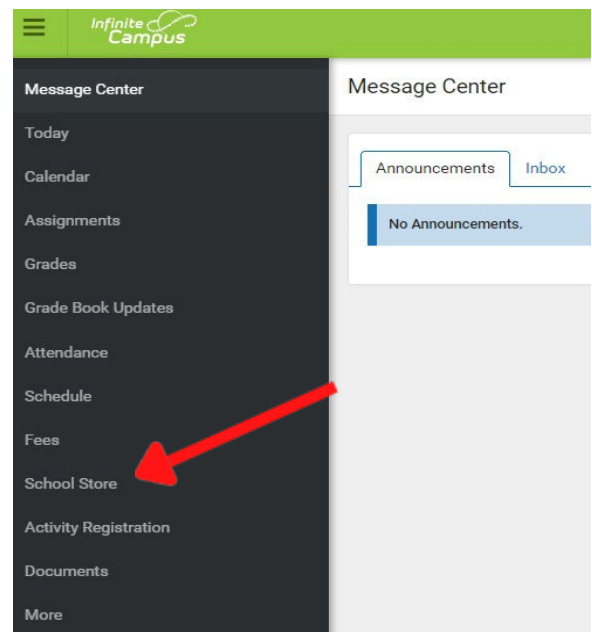 Infinite
Campus
Message Center
Message Center
Today
Calendar
Assignments
Grades
Grade Book Updates
Attendance
Schedule
Fees
School Store
Activity Registration
Documents
More
Announcements
Inbox
No Announcements.